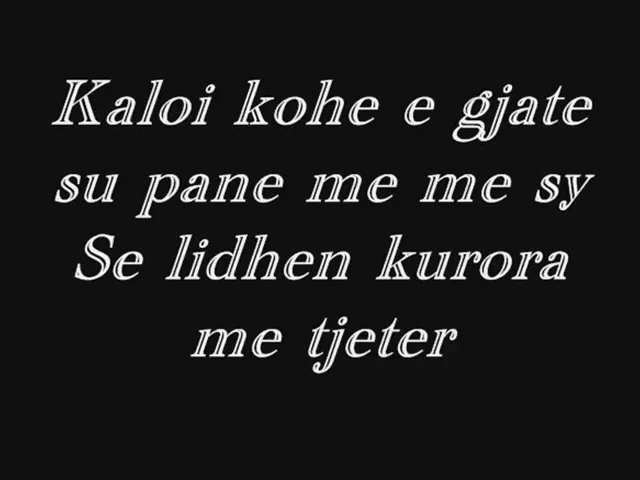 Kaloi kohe e gjate
su pane me me sy
Se lidhen kurora
me tjeter